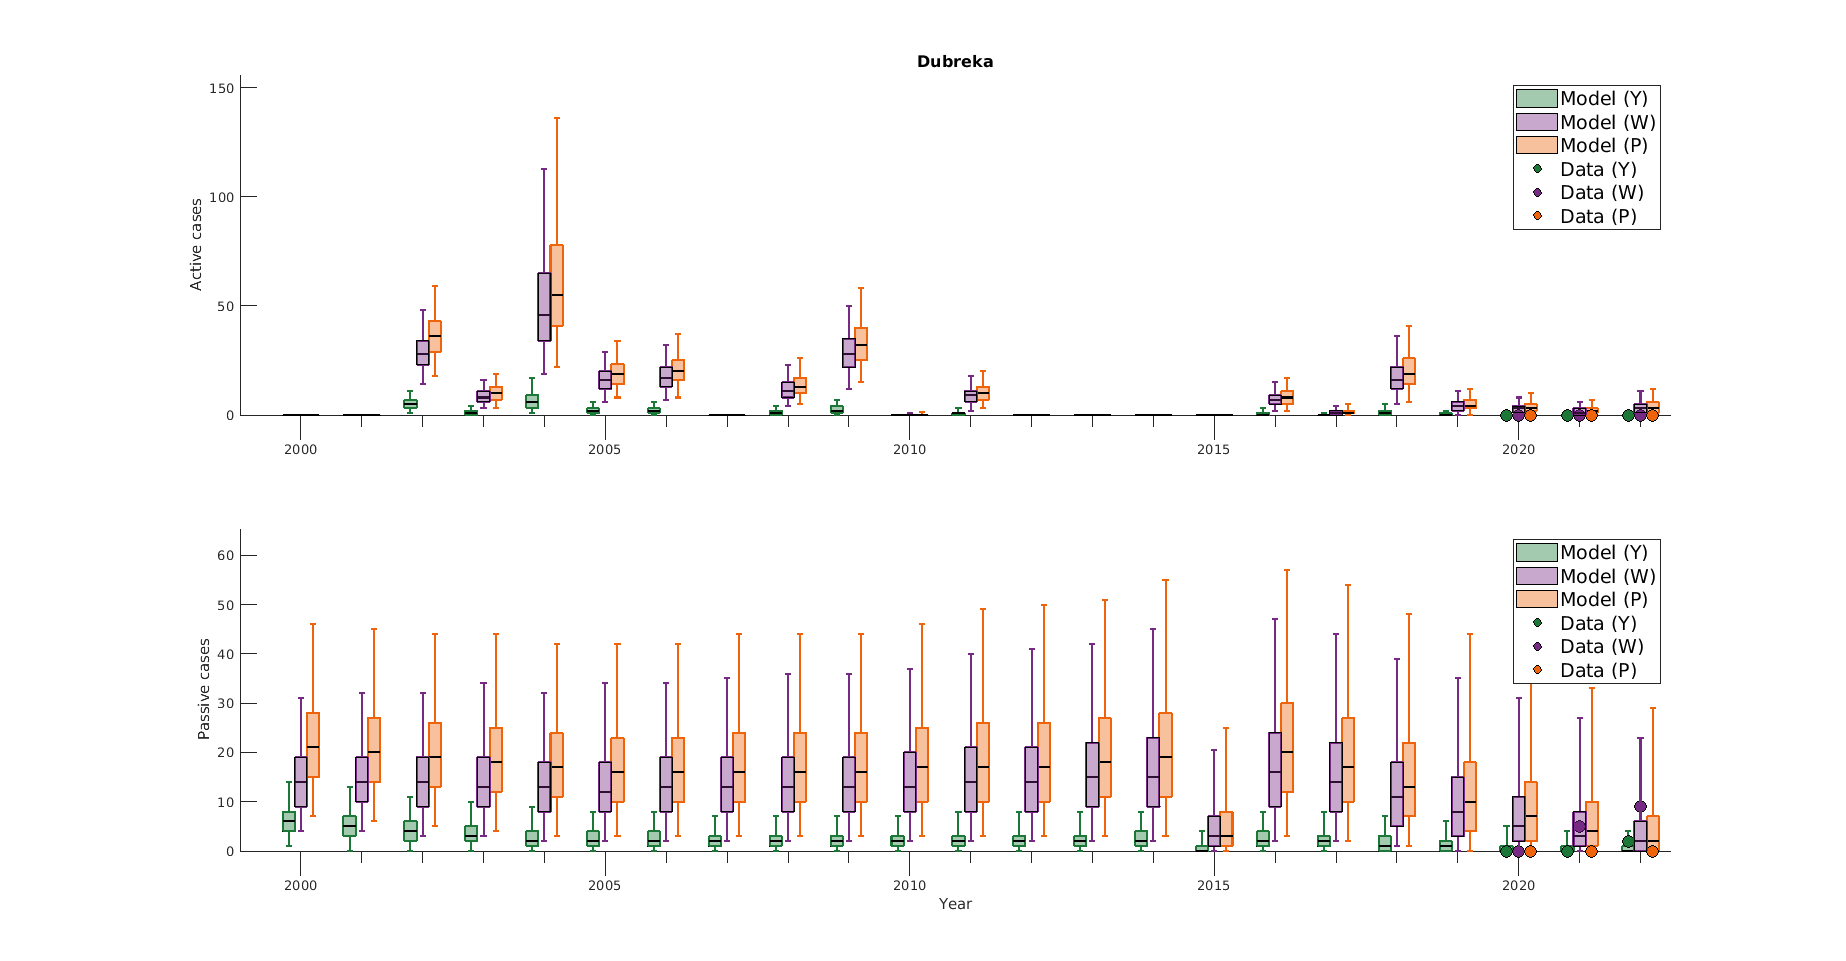 Dubreka
150
100
50
0
Active cases
2000
2005
2010
2015
2020
Model (Y)
Model (W)
Model (P)
Data (Y)
Data (W)
Data (P)
60
50
40
30
20
10
0
Passive cases
2000
2005
2010
2015
2020
Year
Model (Y)
Model (W)
Model (P)
Data (Y)
Data (W)
Data (P)